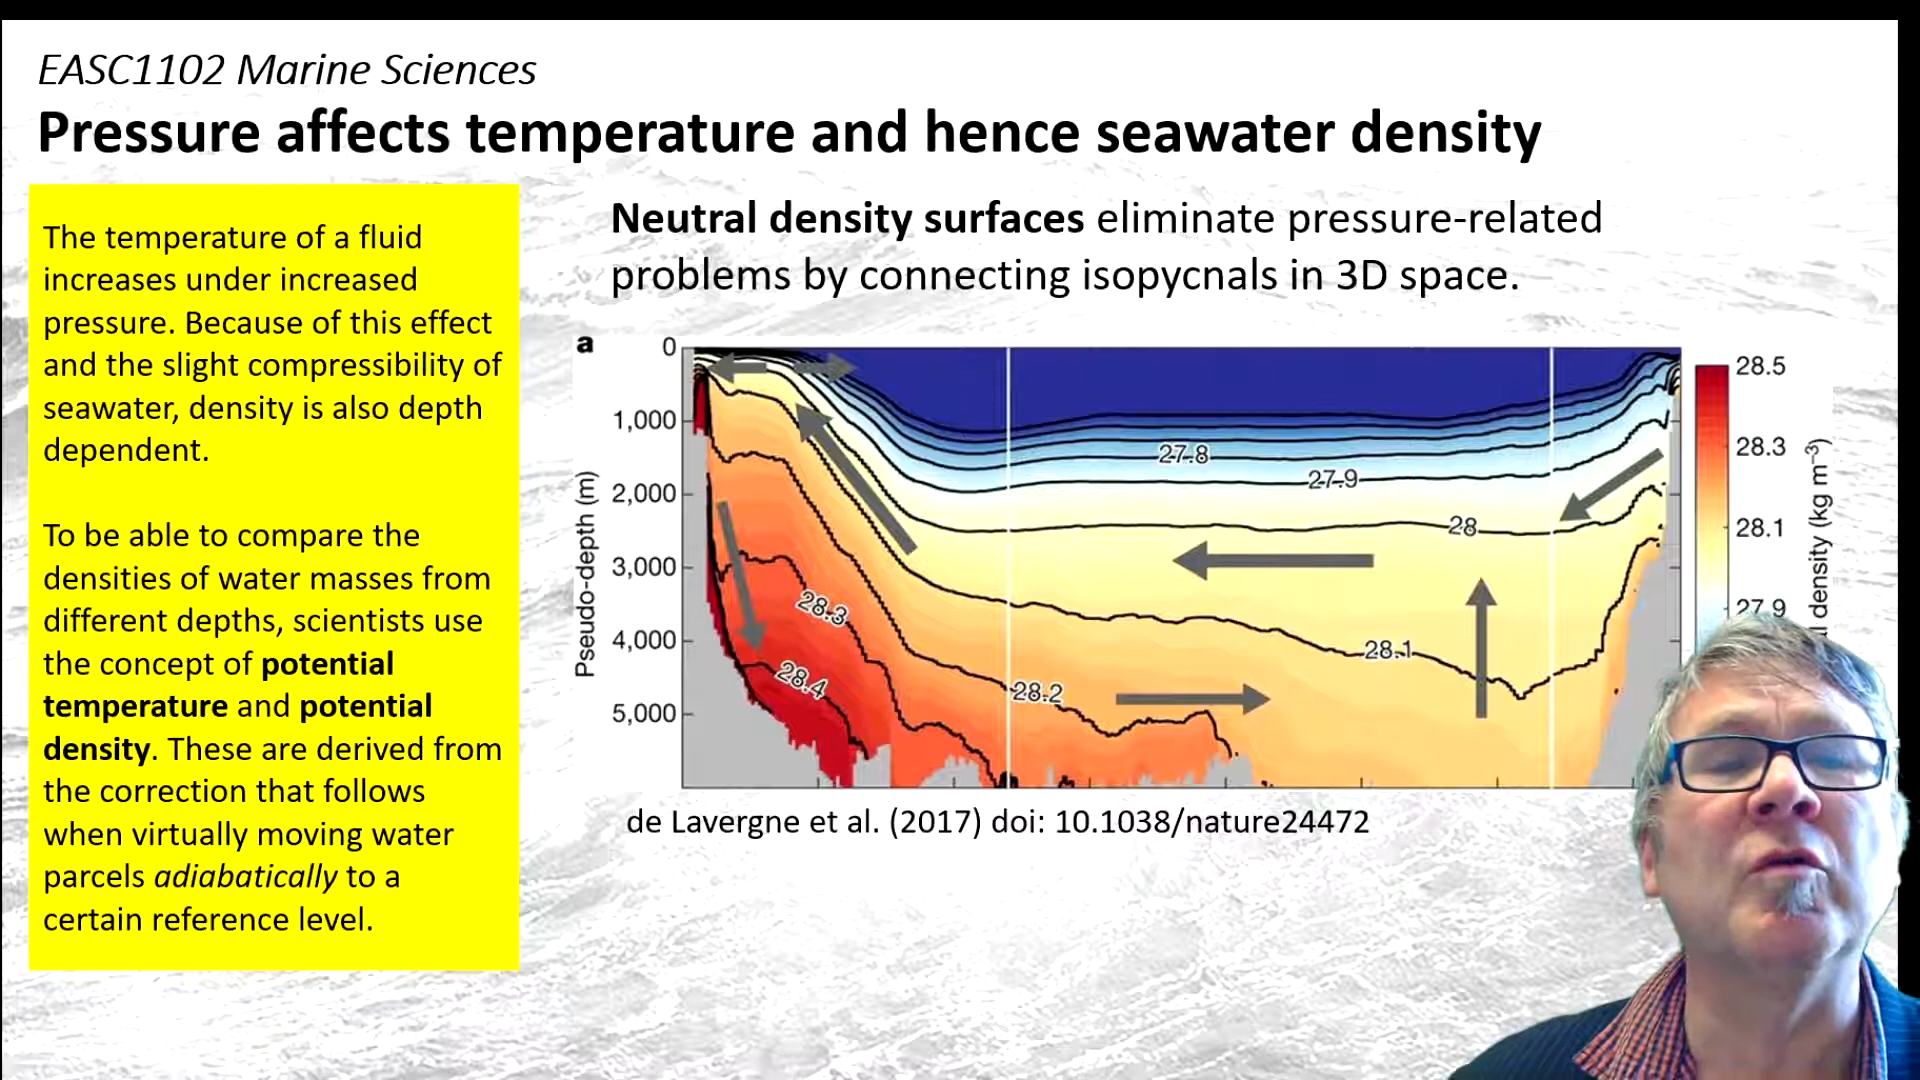 EASC1102 Marine Sciences
Pressure affects temperature and hence seawater density
The temperature of a fluid
increases under increased
pressure. Because of this effect
and the slight compressibility of
seawater, density is also depth
dependent.
To be able to compare the
densities of water masses from
different depths, scientists use
the concept of potential
temperature and potential
density. These are derived from
the correction that follows
when virtually moving water
parcels adiabatically to a
certain reference level.
Neutral density surfaces eliminate pressure-related
problems by connecting isopycnals in 3D space.
a
0
1,000
2,000
3,000
4,000
5,000
Pseudo-depth (m)
27.8
27.9
28
28.1
28.2
28.3
28.4
28.5
28.3
28.1
27.9
density (kg m⁻³)
de Lavergne et al. (2017) doi: 10.1038/nature24472